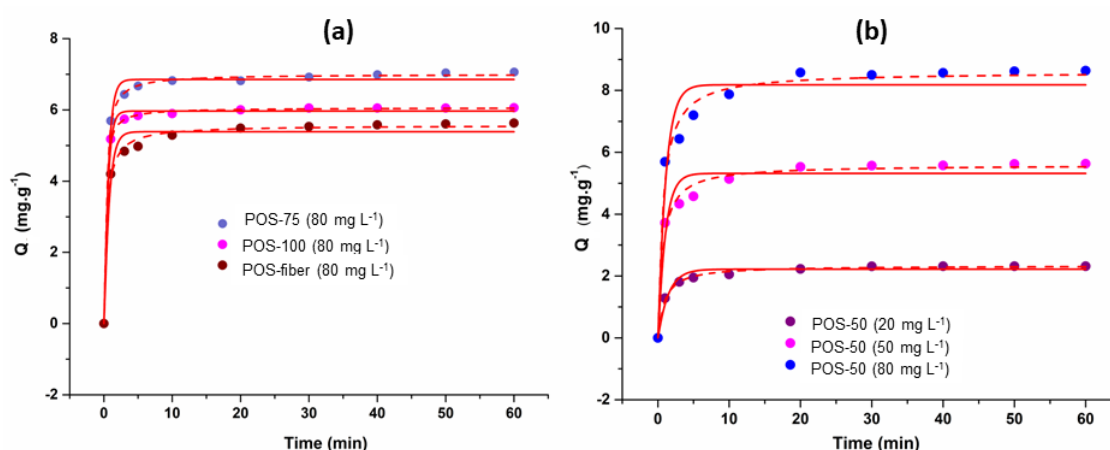 (a)
8
6
4
2
0
-2
Q (mg.g⁻¹)
POS-75 (80 mg L⁻¹)
POS-100 (80 mg L⁻¹)
POS-fiber (80 mg L⁻¹)
0 10 20 30 40 50 60
Time (min)
(b)
10
8
6
4
2
0
-2
Q (mg.g⁻¹)
POS-50 (20 mg L⁻¹)
POS-50 (50 mg L⁻¹)
POS-50 (80 mg L⁻¹)
0 10 20 30 40 50 60
Time (min)